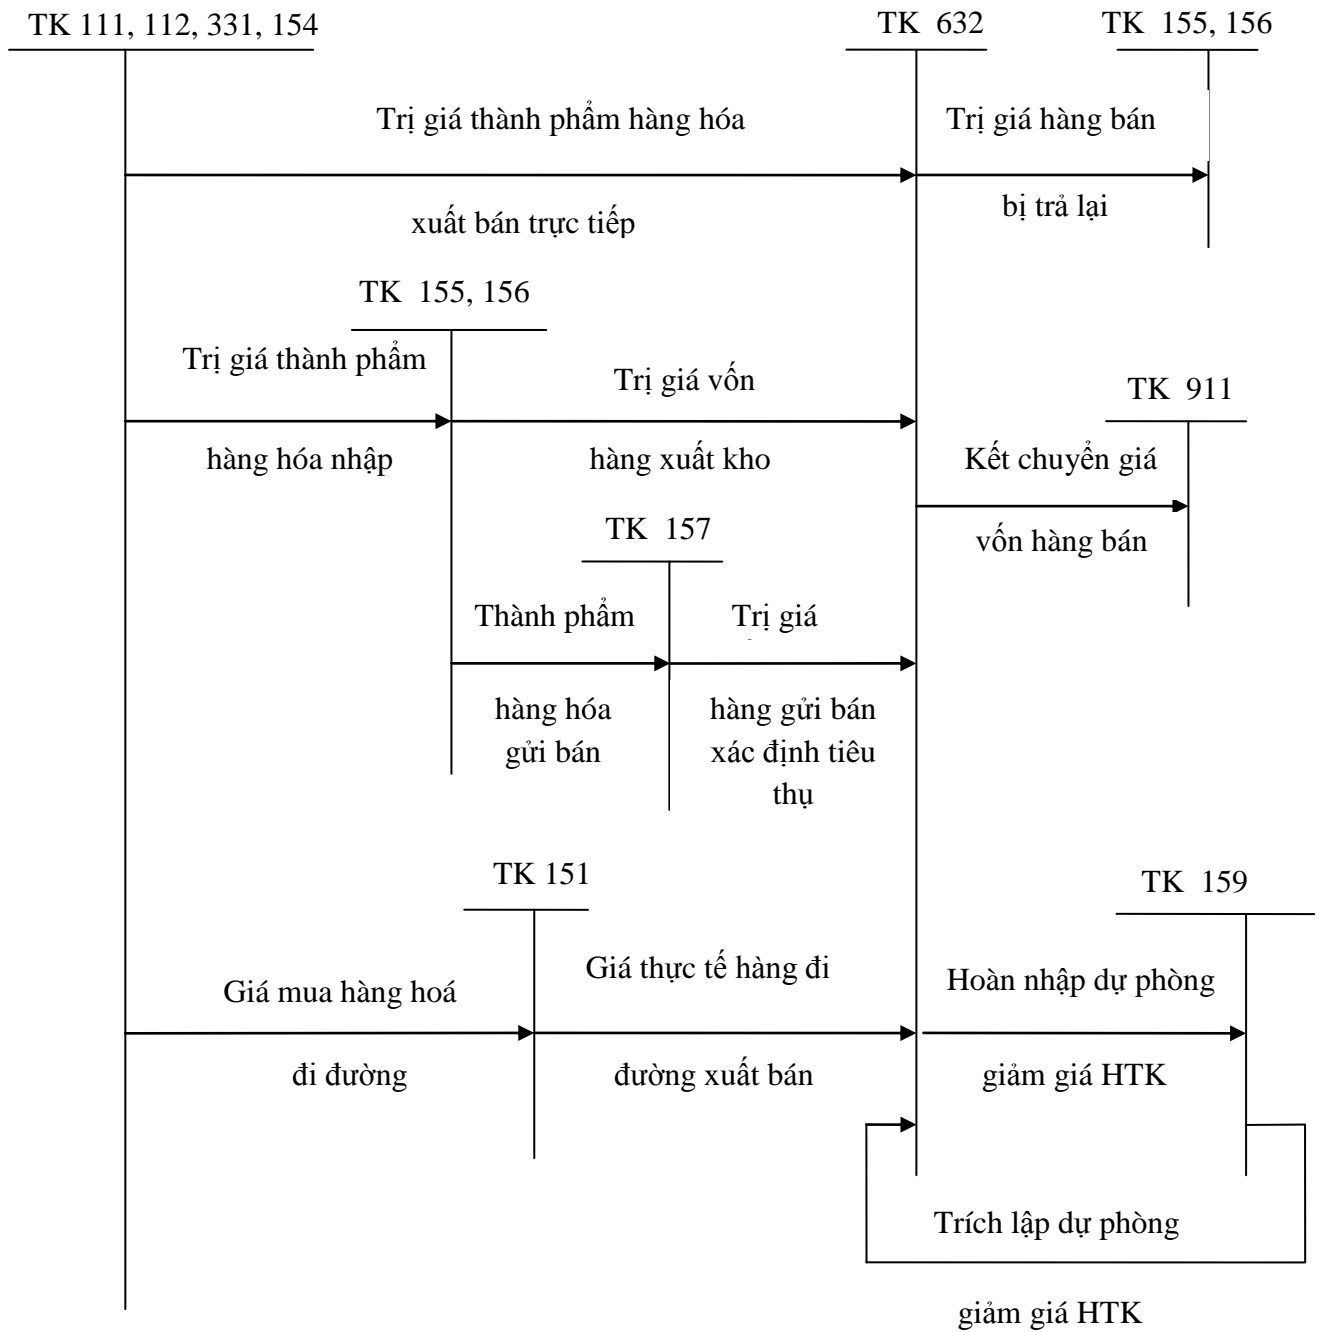 TK 111, 112, 331, 154
TK 632
TK 155, 156
Trị giá thành phẩm hàng hóa
Trị giá hàng bán
xuất bán trực tiếp
bị trả lại
TK 155, 156
Trị giá thành phẩm
Trị giá vốn
TK 911
hàng hóa nhập
hàng xuất kho
Kết chuyển giá
vốn hàng bán
TK 157
Thành phẩm
Trị giá
hàng hóa
gửi bán
hàng gửi bán
xác định tiêu
thụ
TK 151
TK 159
Giá mua hàng hoá
Giá thực tế hàng đi
Hoàn nhập dự phòng
đi đường
đường xuất bán
giảm giá HTK
Trích lập dự phòng
giảm giá HTK